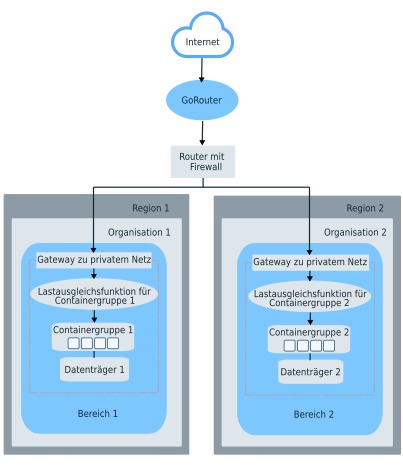 Internet
GoRouter
Router mit
Firewall
Region 1
Organisation 1
Gateway zu privatem Netz
Lastausgleichsfunktion für
Containergruppe 1
Containergruppe 1
Datenträger 1
Bereich 1
Region 2
Organisation 2
Gateway zu privatem Netz
Lastausgleichsfunktion für
Containergruppe 2
Containergruppe 2
Datenträger 2
Bereich 2